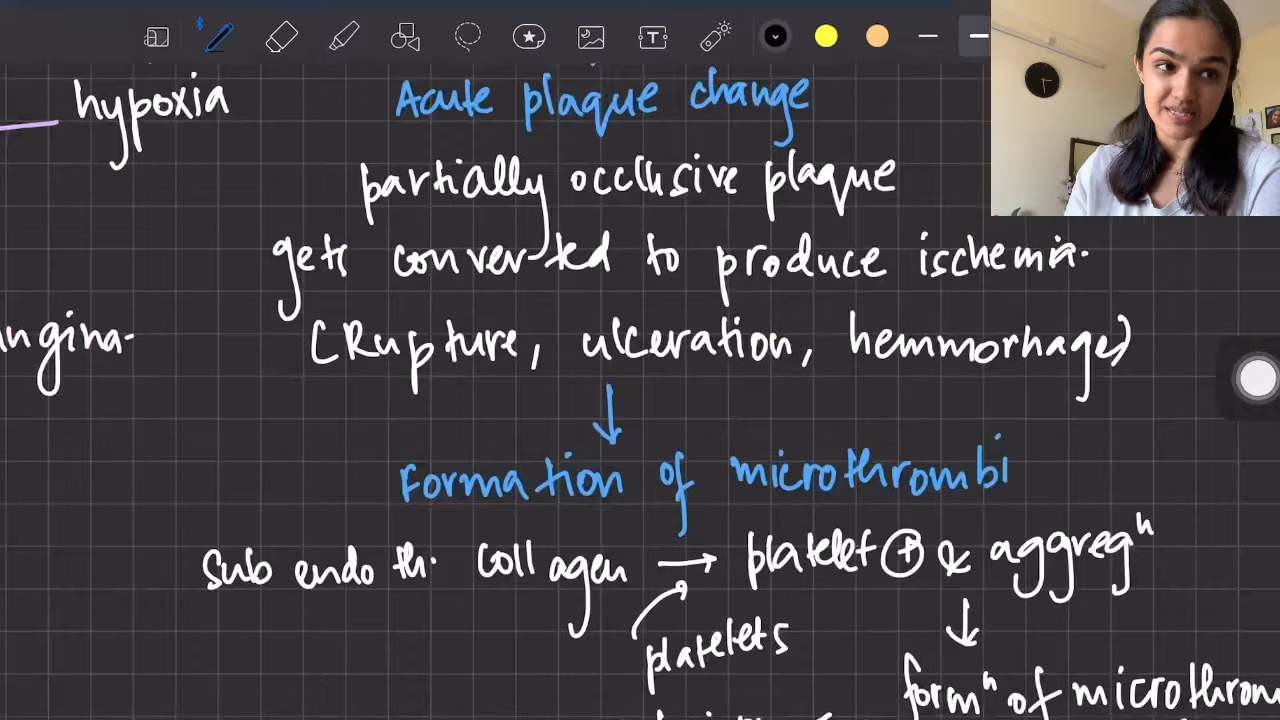 hypoxia
Acute plaque change
partially occlusive plaque
gets converted to produce ischemia.
(Rupture, ulceration, hemmorhage)
ngina.
↓
Formation of microthrombi
Sub endoth. collagen → platelet ⊕ & aggregⁿ
platelets
↓
formⁿ of microthrom